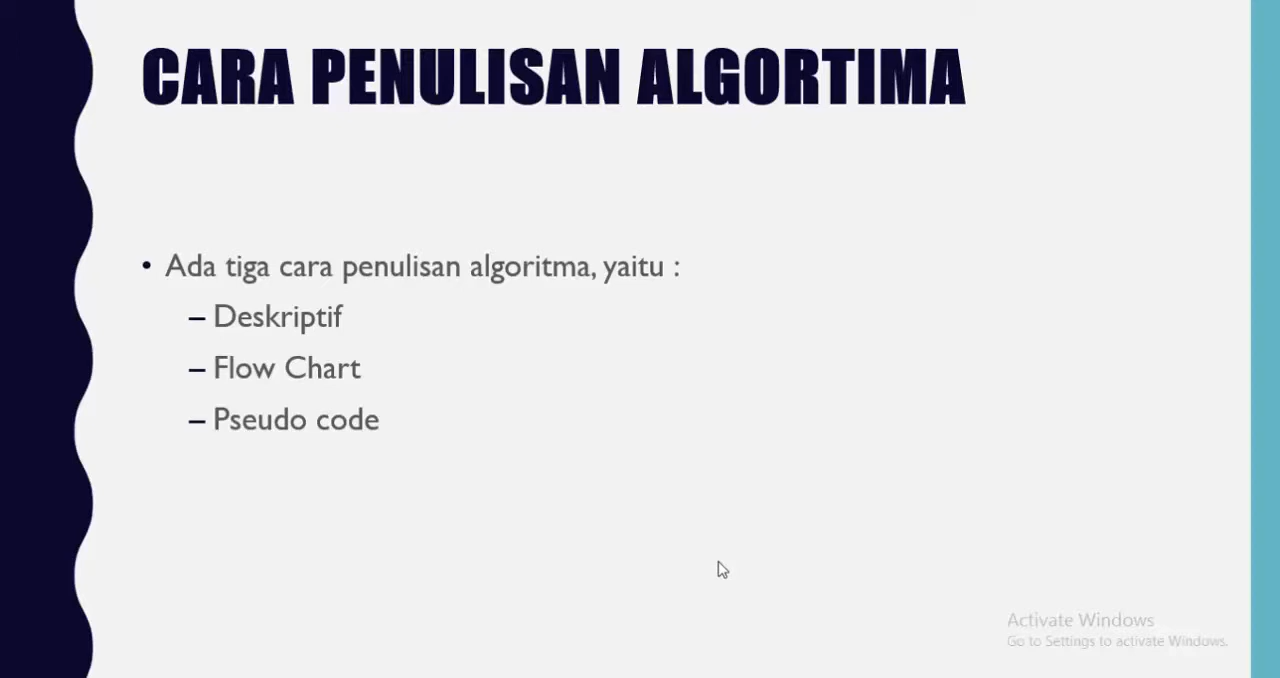 CARA PENULISAN ALGORTIMA
• Ada tiga cara penulisan algoritma, yaitu :
– Deskriptif
– Flow Chart
– Pseudo code
Activate Windows
Go to Settings to activate Windows.